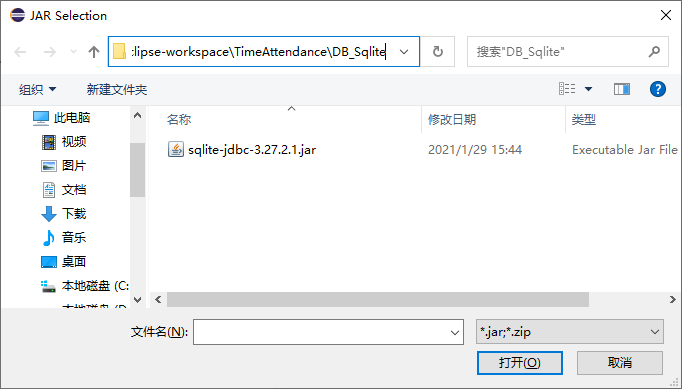 JAR Selection
:lipse-workspace\TimeAttendance\DB_Sqlite
搜索"DB_Sqlite"
组织
新建文件夹
此电脑
视频
图片
文档
下载
音乐
桌面
本地磁盘 (C:
名称
修改日期
类型
sqlite-jdbc-3.27.2.1.jar
2021/1/29 15:44
Executable Jar File
文件名(N):
*.jar;*.zip
打开(O)
取消